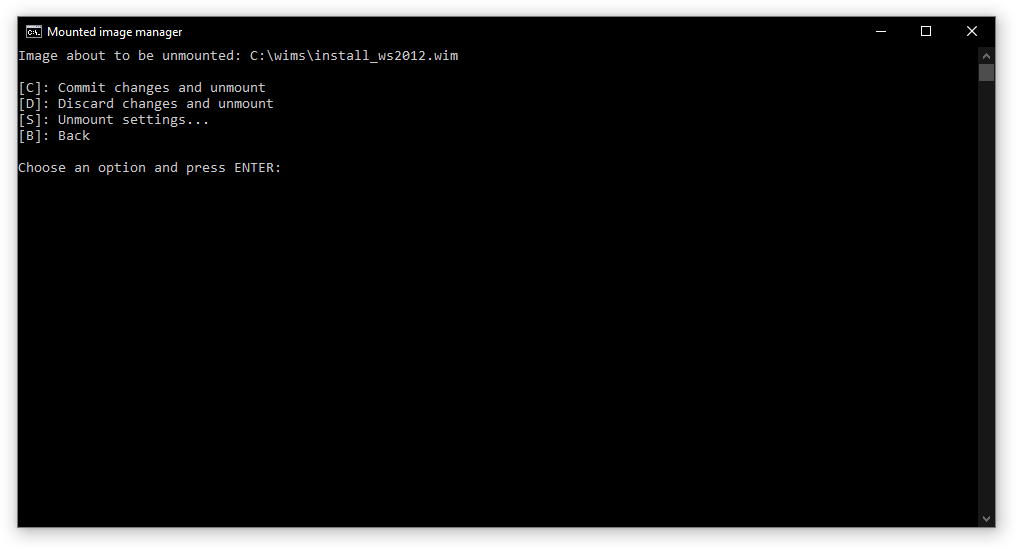 Mounted image manager
Image about to be unmounted: C:\wims\install_ws2012.wim
[C]: Commit changes and unmount
[D]: Discard changes and unmount
[S]: Unmount settings...
[B]: Back
Choose an option and press ENTER: